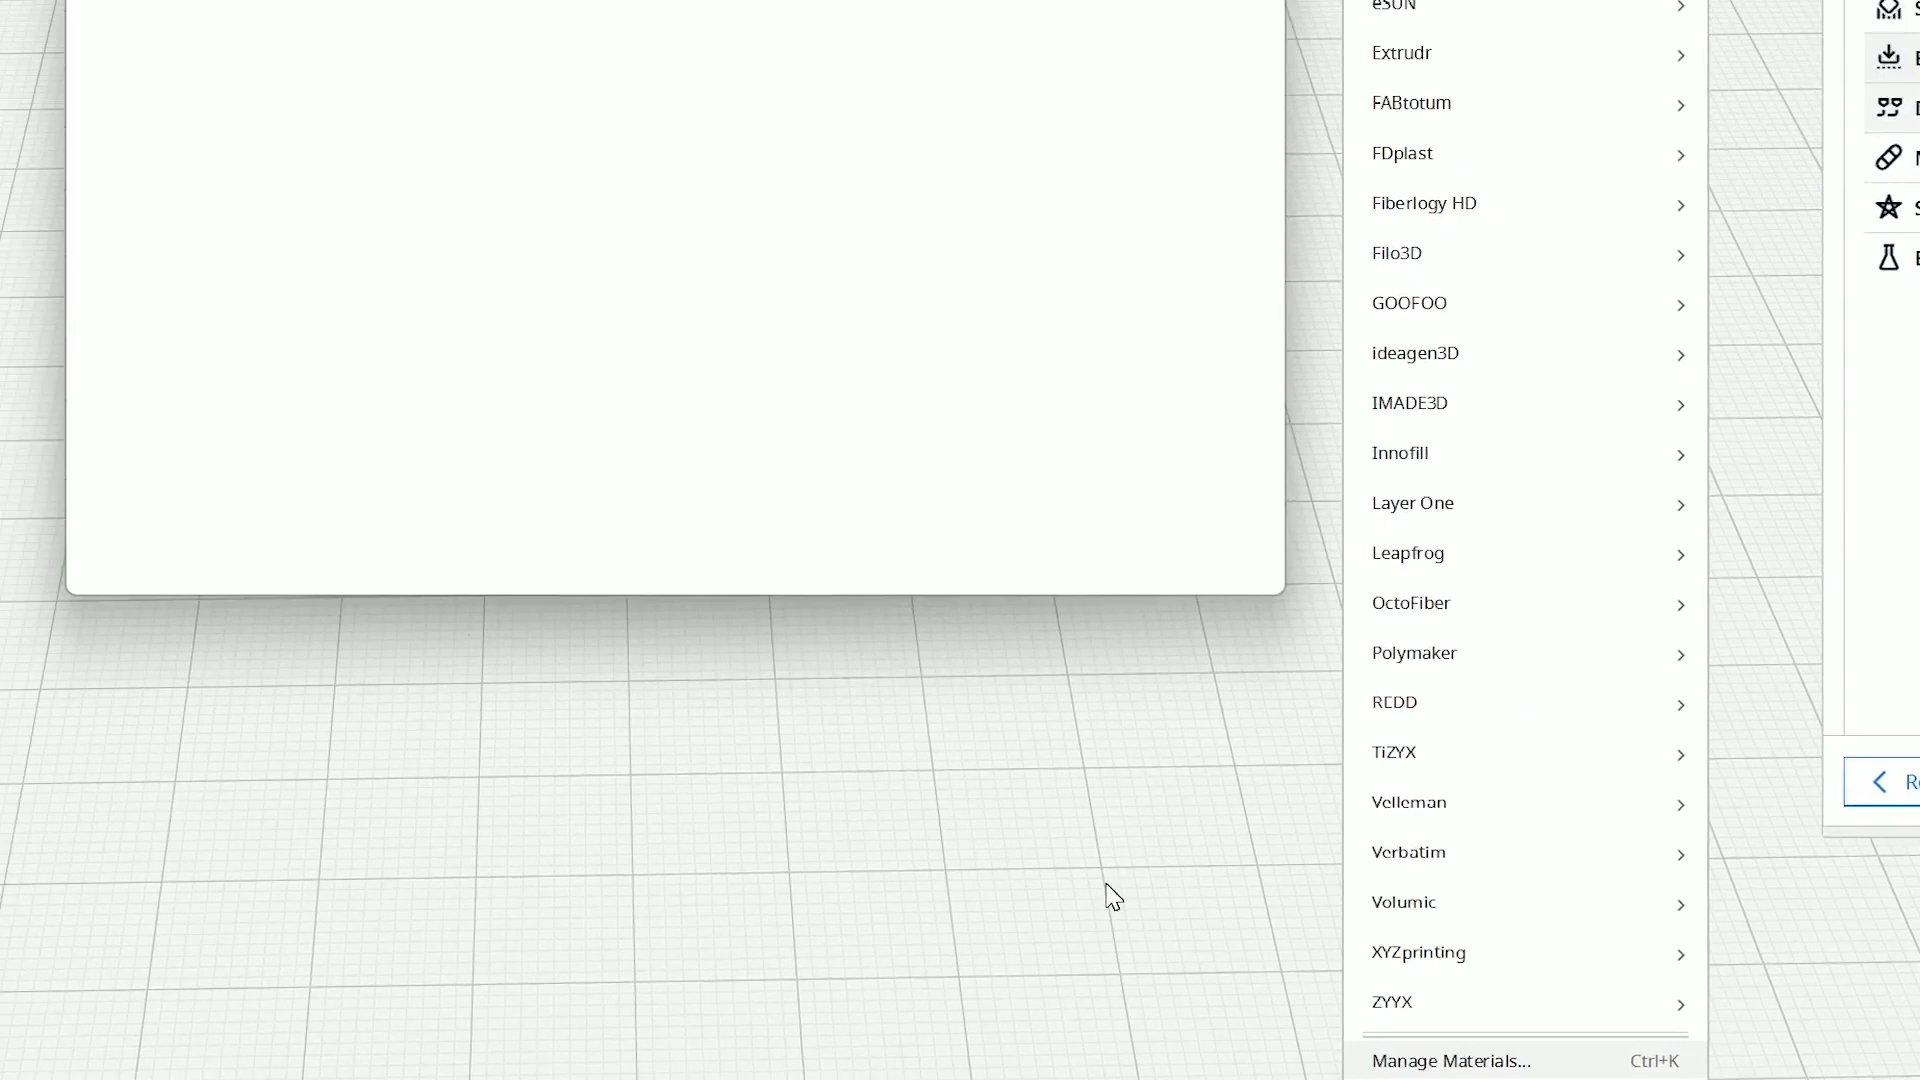 eSUN
Extrudr
FABtotum
FDplast
Fiberlogy HD
Filo3D
GOOFOO
ideagen3D
IMADE3D
Innofill
Layer One
Leapfrog
OctoFiber
Polymaker
REDD
TiZYX
Velleman
Verbatim
Volumic
XYZprinting
ZYYX
Manage Materials... Ctrl+K